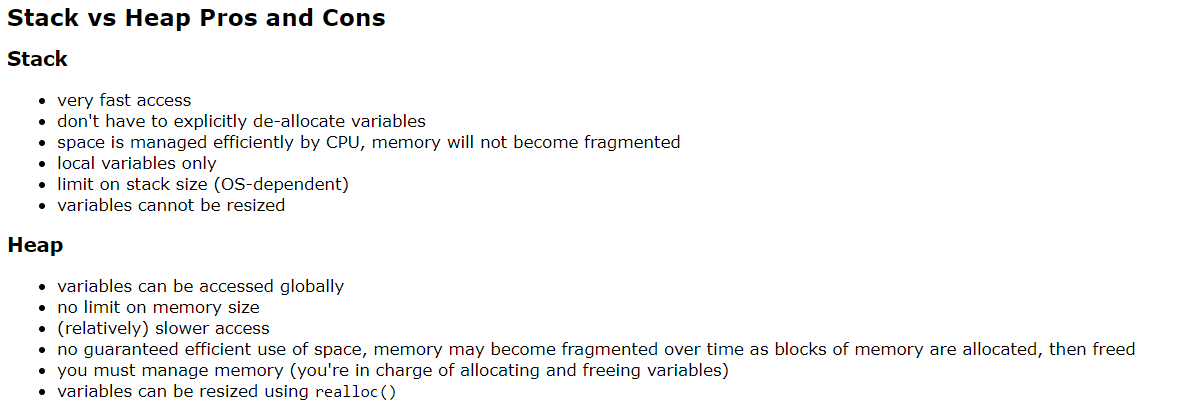 Stack vs Heap Pros and Cons
Stack
• very fast access
• don't have to explicitly de-allocate variables
• space is managed efficiently by CPU, memory will not become fragmented
• local variables only
• limit on stack size (OS-dependent)
• variables cannot be resized
Heap
• variables can be accessed globally
• no limit on memory size
• (relatively) slower access
• no guaranteed efficient use of space, memory may become fragmented over time as blocks of memory are allocated, then freed
• you must manage memory (you're in charge of allocating and freeing variables)
• variables can be resized using realloc()